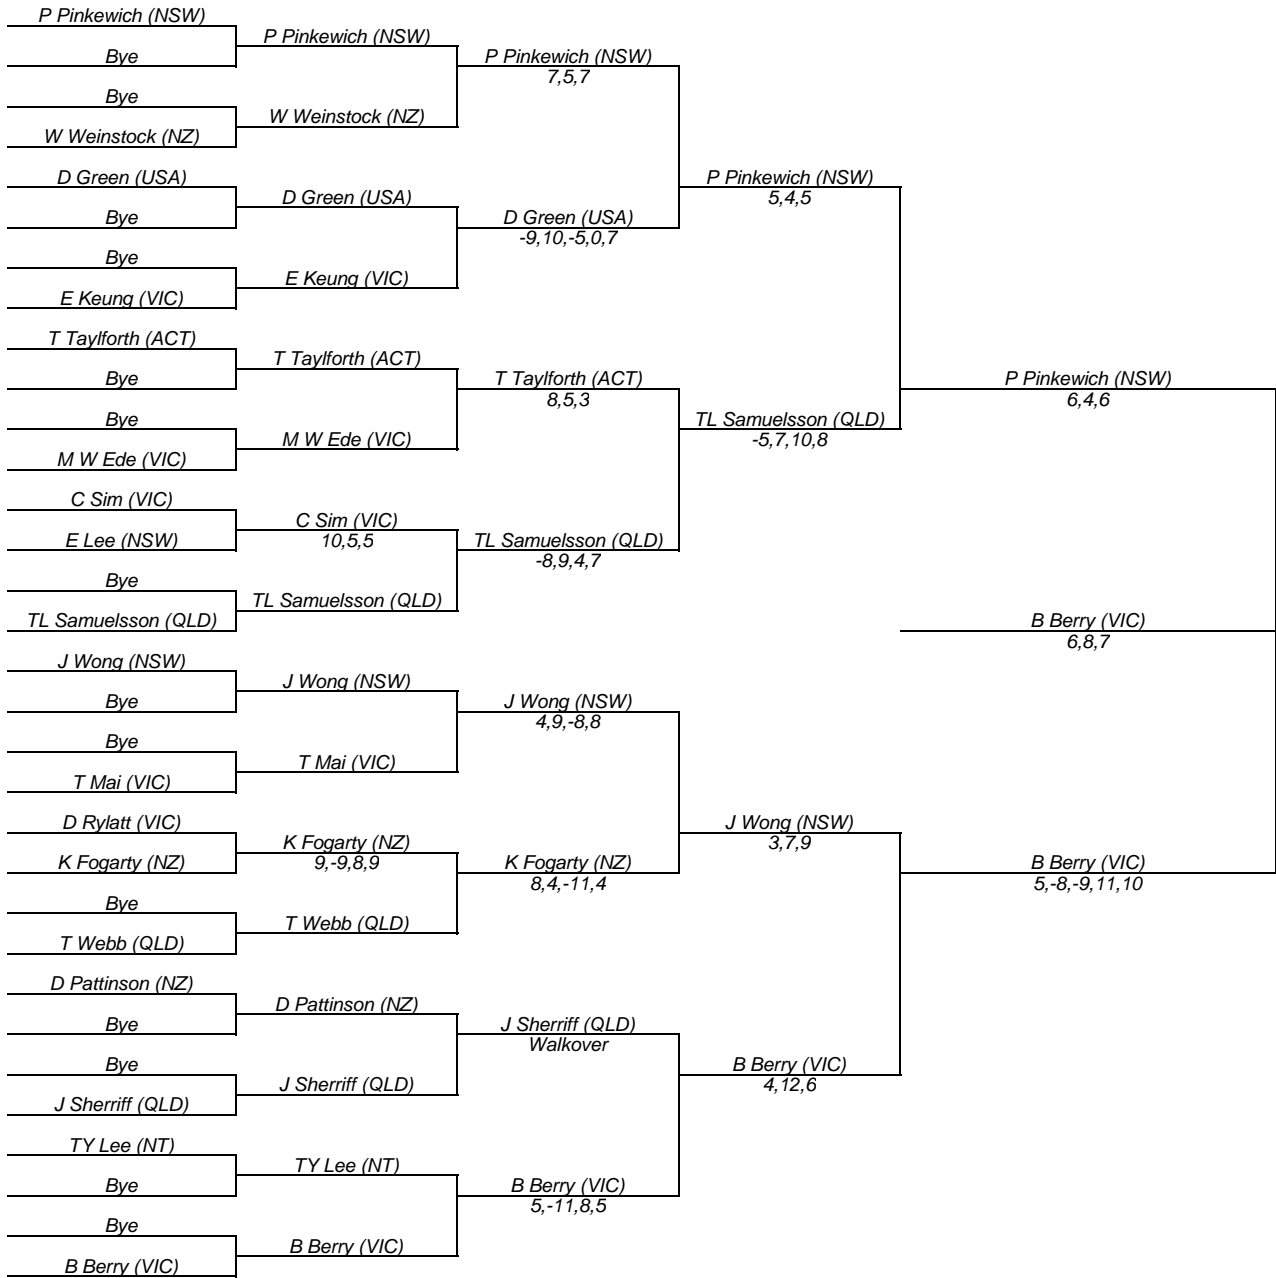 P Pinkewich (NSW)
Bye
Bye
W Weinstock (NZ)
D Green (USA)
Bye
Bye
E Keung (VIC)
T Taylforth (ACT)
Bye
Bye
M W Ede (VIC)
C Sim (VIC)
E Lee (NSW)
Bye
TL Samuelsson (QLD)
J Wong (NSW)
Bye
Bye
T Mai (VIC)
D Rylatt (VIC)
K Fogarty (NZ)
Bye
T Webb (QLD)
D Pattinson (NZ)
Bye
Bye
J Sherriff (QLD)
TY Lee (NT)
Bye
Bye
B Berry (VIC)
P Pinkewich (NSW)
W Weinstock (NZ)
D Green (USA)
E Keung (VIC)
T Taylforth (ACT)
M W Ede (VIC)
C Sim (VIC)
10,5,5
TL Samuelsson (QLD)
J Wong (NSW)
T Mai (VIC)
K Fogarty (NZ)
9,-9,8,9
T Webb (QLD)
D Pattinson (NZ)
J Sherriff (QLD)
TY Lee (NT)
B Berry (VIC)
P Pinkewich (NSW)
7,5,7
D Green (USA)
-9,10,-5,0,7
T Taylforth (ACT)
8,5,3
TL Samuelsson (QLD)
-8,9,4,7
J Wong (NSW)
4,9,-8,8
K Fogarty (NZ)
8,4,-11,4
J Sherriff (QLD)
Walkover
B Berry (VIC)
5,-11,8,5
P Pinkewich (NSW)
5,4,5
TL Samuelsson (QLD)
-5,7,10,8
J Wong (NSW)
3,7,9
B Berry (VIC)
4,12,6
P Pinkewich (NSW)
6,4,6
B Berry (VIC)
6,8,7
B Berry (VIC)
5,-8,-9,11,10